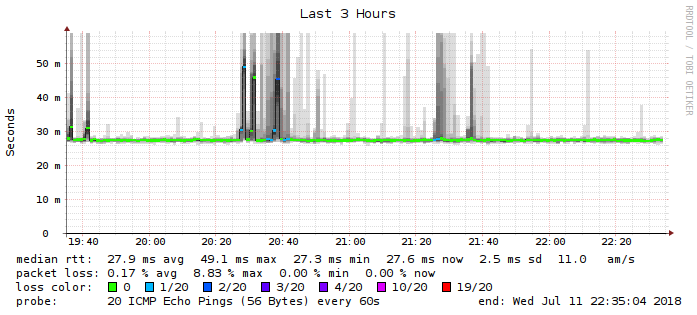 Last 3 Hours
RRDTOOL / TOBI OETIKER
Seconds
50 m
40 m
30 m
20 m
10 m
0
19:40 20:00 20:20 20:40 21:00 21:20 21:40 22:00 22:20
median rtt: 27.9 ms avg 49.1 ms max 27.3 ms min 27.6 ms now 2.5 ms sd 11.0 am/s
packet loss: 0.17 % avg 8.83 % max 0.00 % min 0.00 % now
loss color: 0 1/20 2/20 3/20 4/20 10/20 19/20
probe: 20 ICMP Echo Pings (56 Bytes) every 60s end: Wed Jul 11 22:35:04 2018